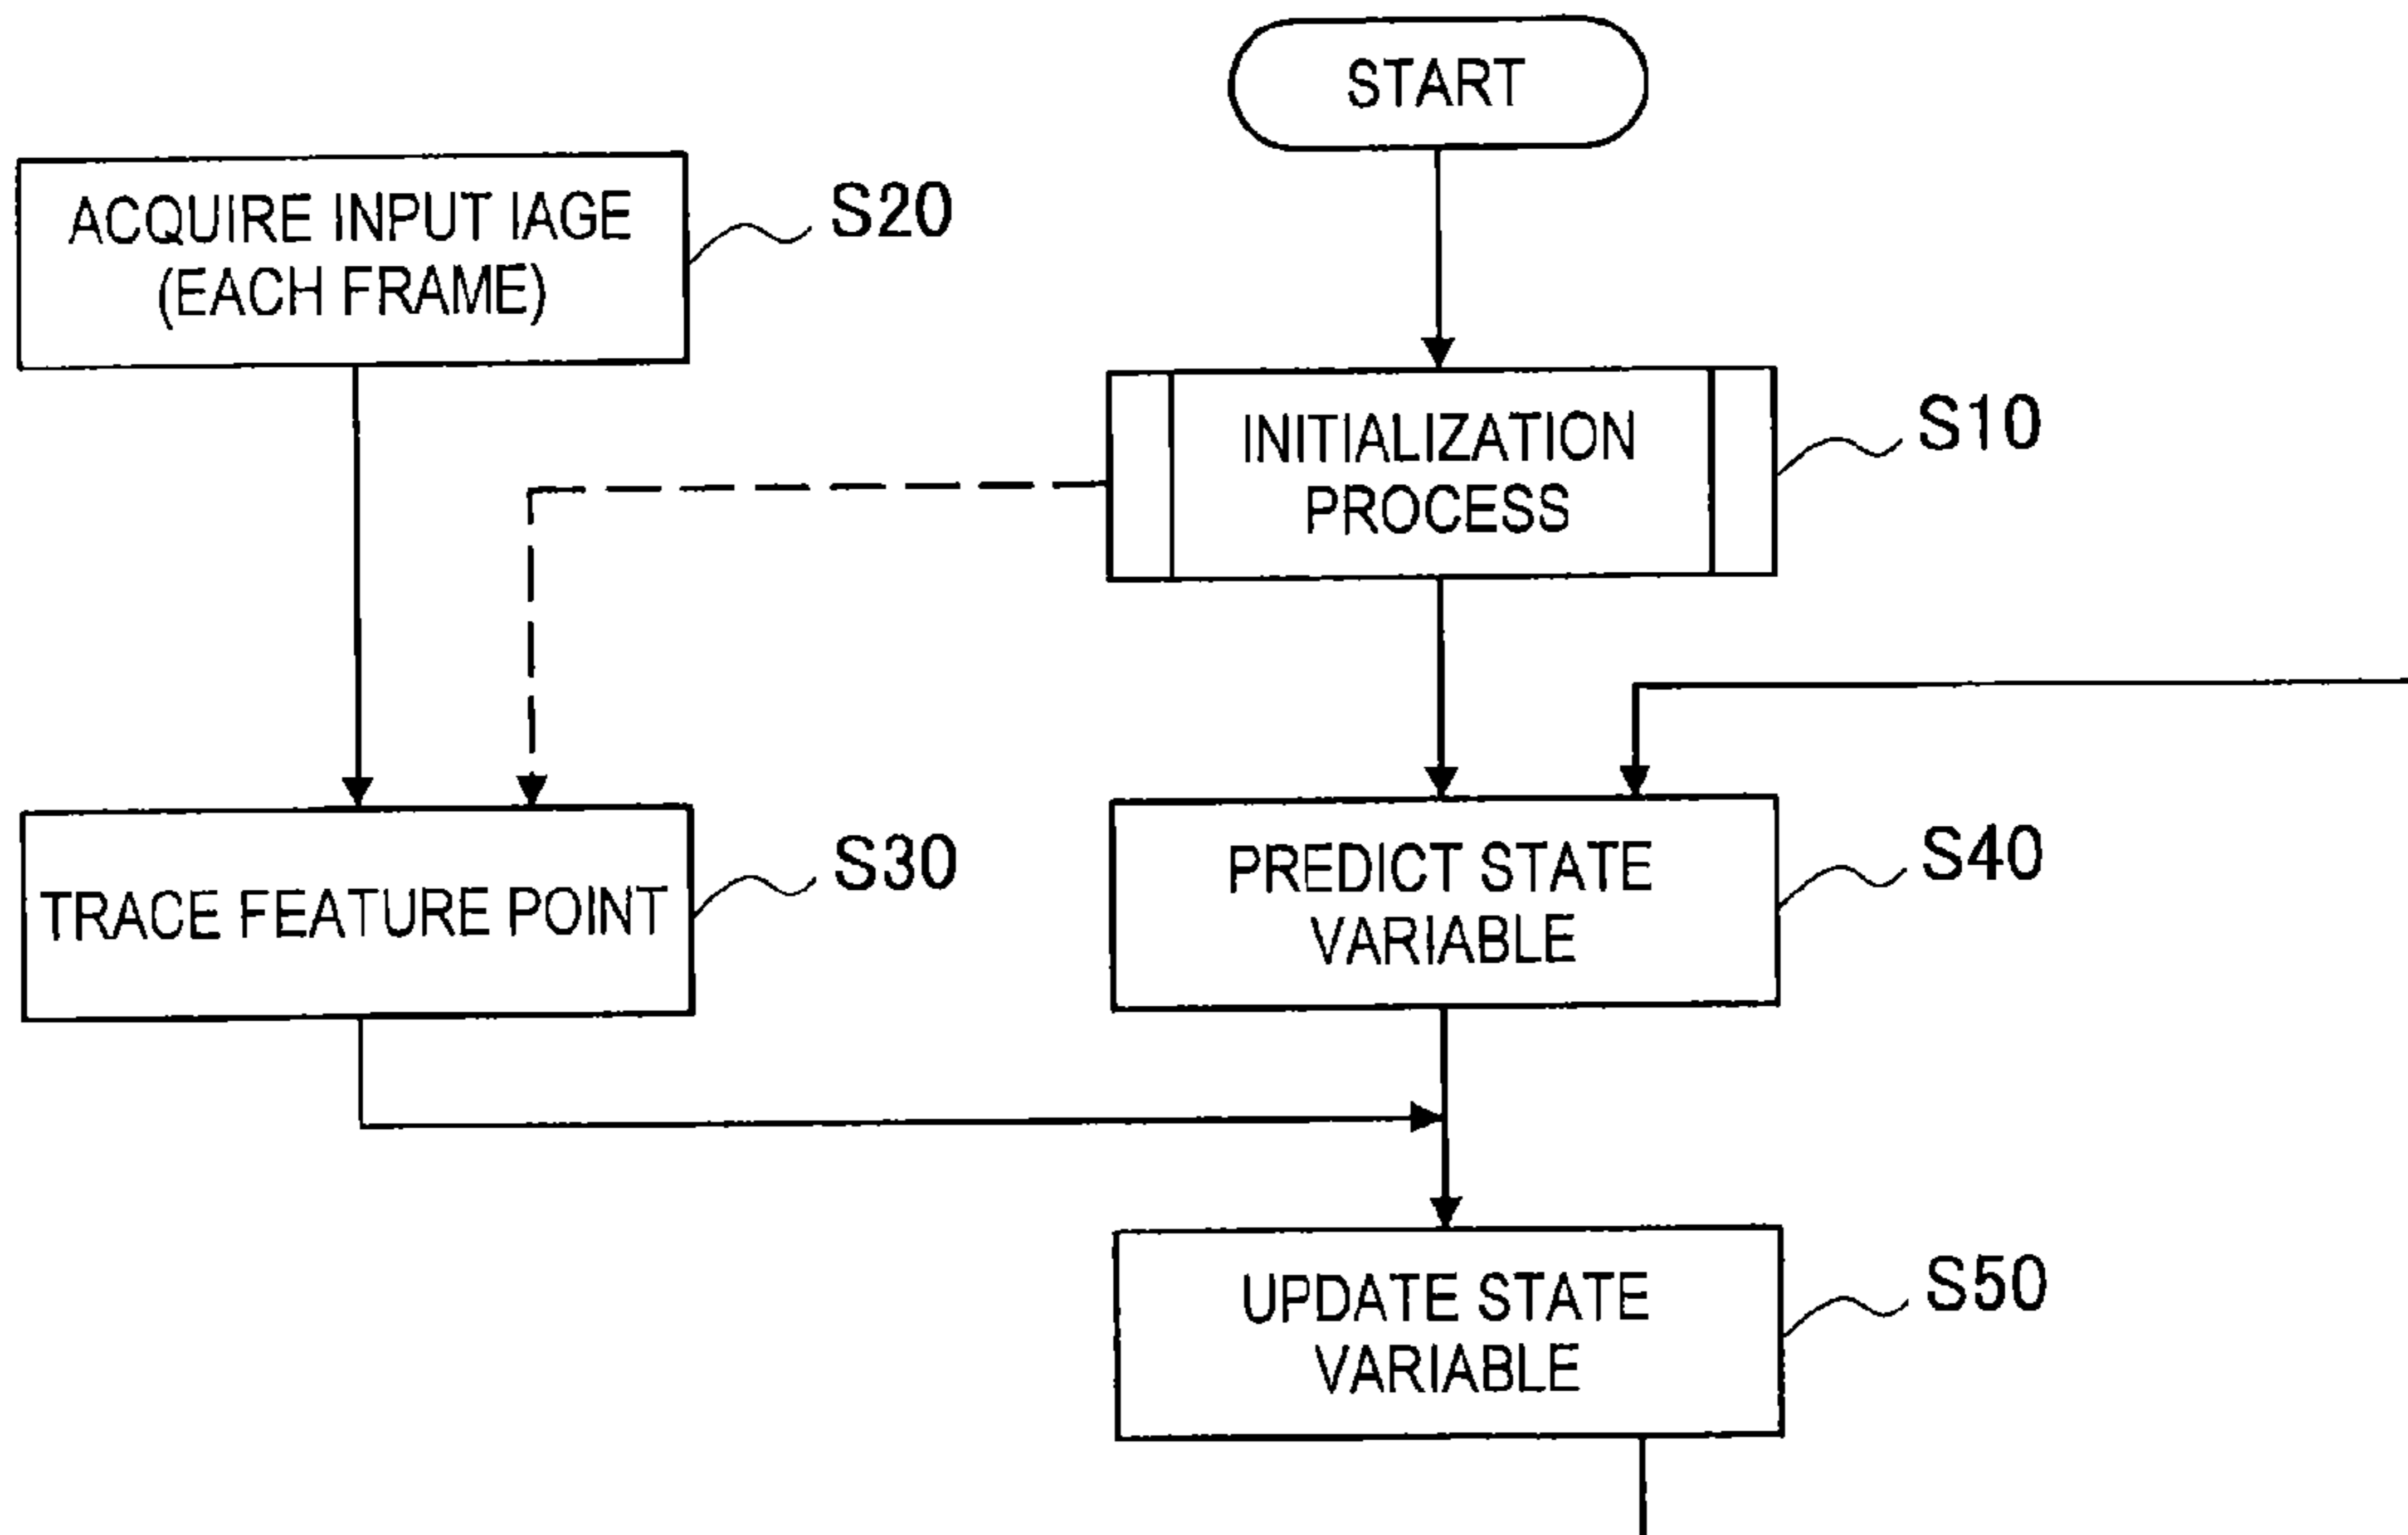 START
ACQUIRE INPUT IAGE
(EACH FRAME)
S20
INITIALIZATION
PROCESS
S10
TRACE FEATURE POINT
S30
PREDICT STATE
VARIABLE
S40
UPDATE STATE
VARIABLE
S50